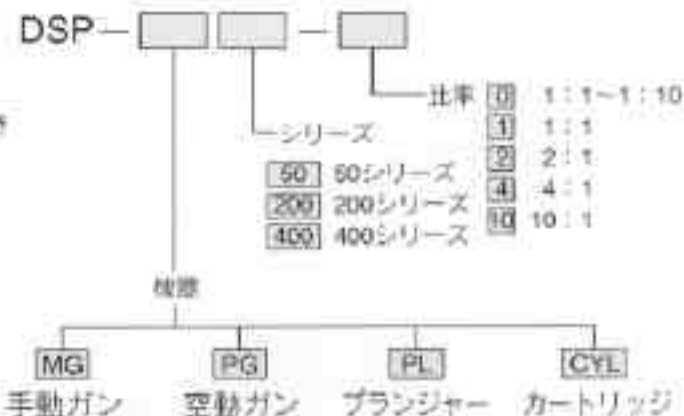 DSP— —
比率 0 1:1~1:10
1 1:1
2 2:1
4 4:1
10 10:1
シリーズ
50 50シリーズ
200 200シリーズ
400 400シリーズ
機態
MG PG PL CYL
手動ガン 空動ガン プランジャー カートリッジ